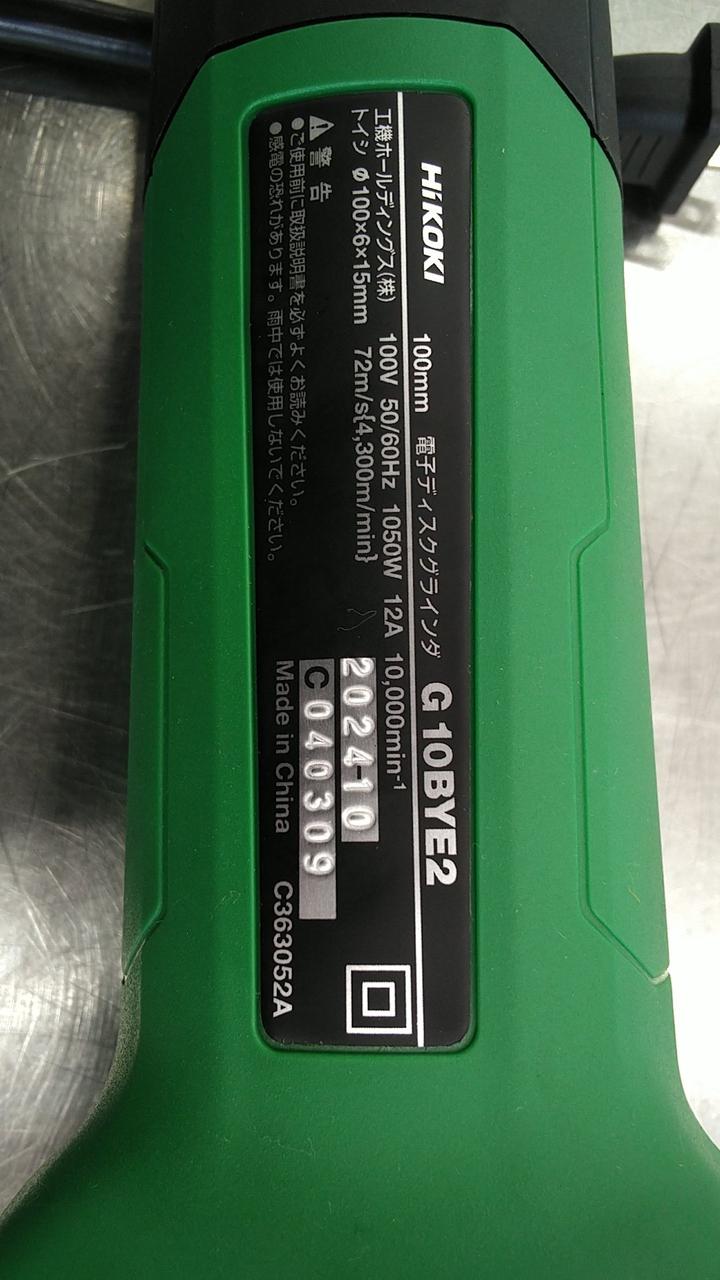 HiKOKI 100mm 電子ディスクグラインダ G 10BYE2
工機ホールディングス(株) 100V 50/60Hz 1050W 12A 10,000min⁻¹
トイシ φ100×6×15mm 72m/s{4,300m/min}
2024-10
⚠警告
C040309
●ご使用前に取扱説明書を必ずよくお読みください。
●感電の恐れがあります。雨中では使用しないでください。
Made in China C363052A